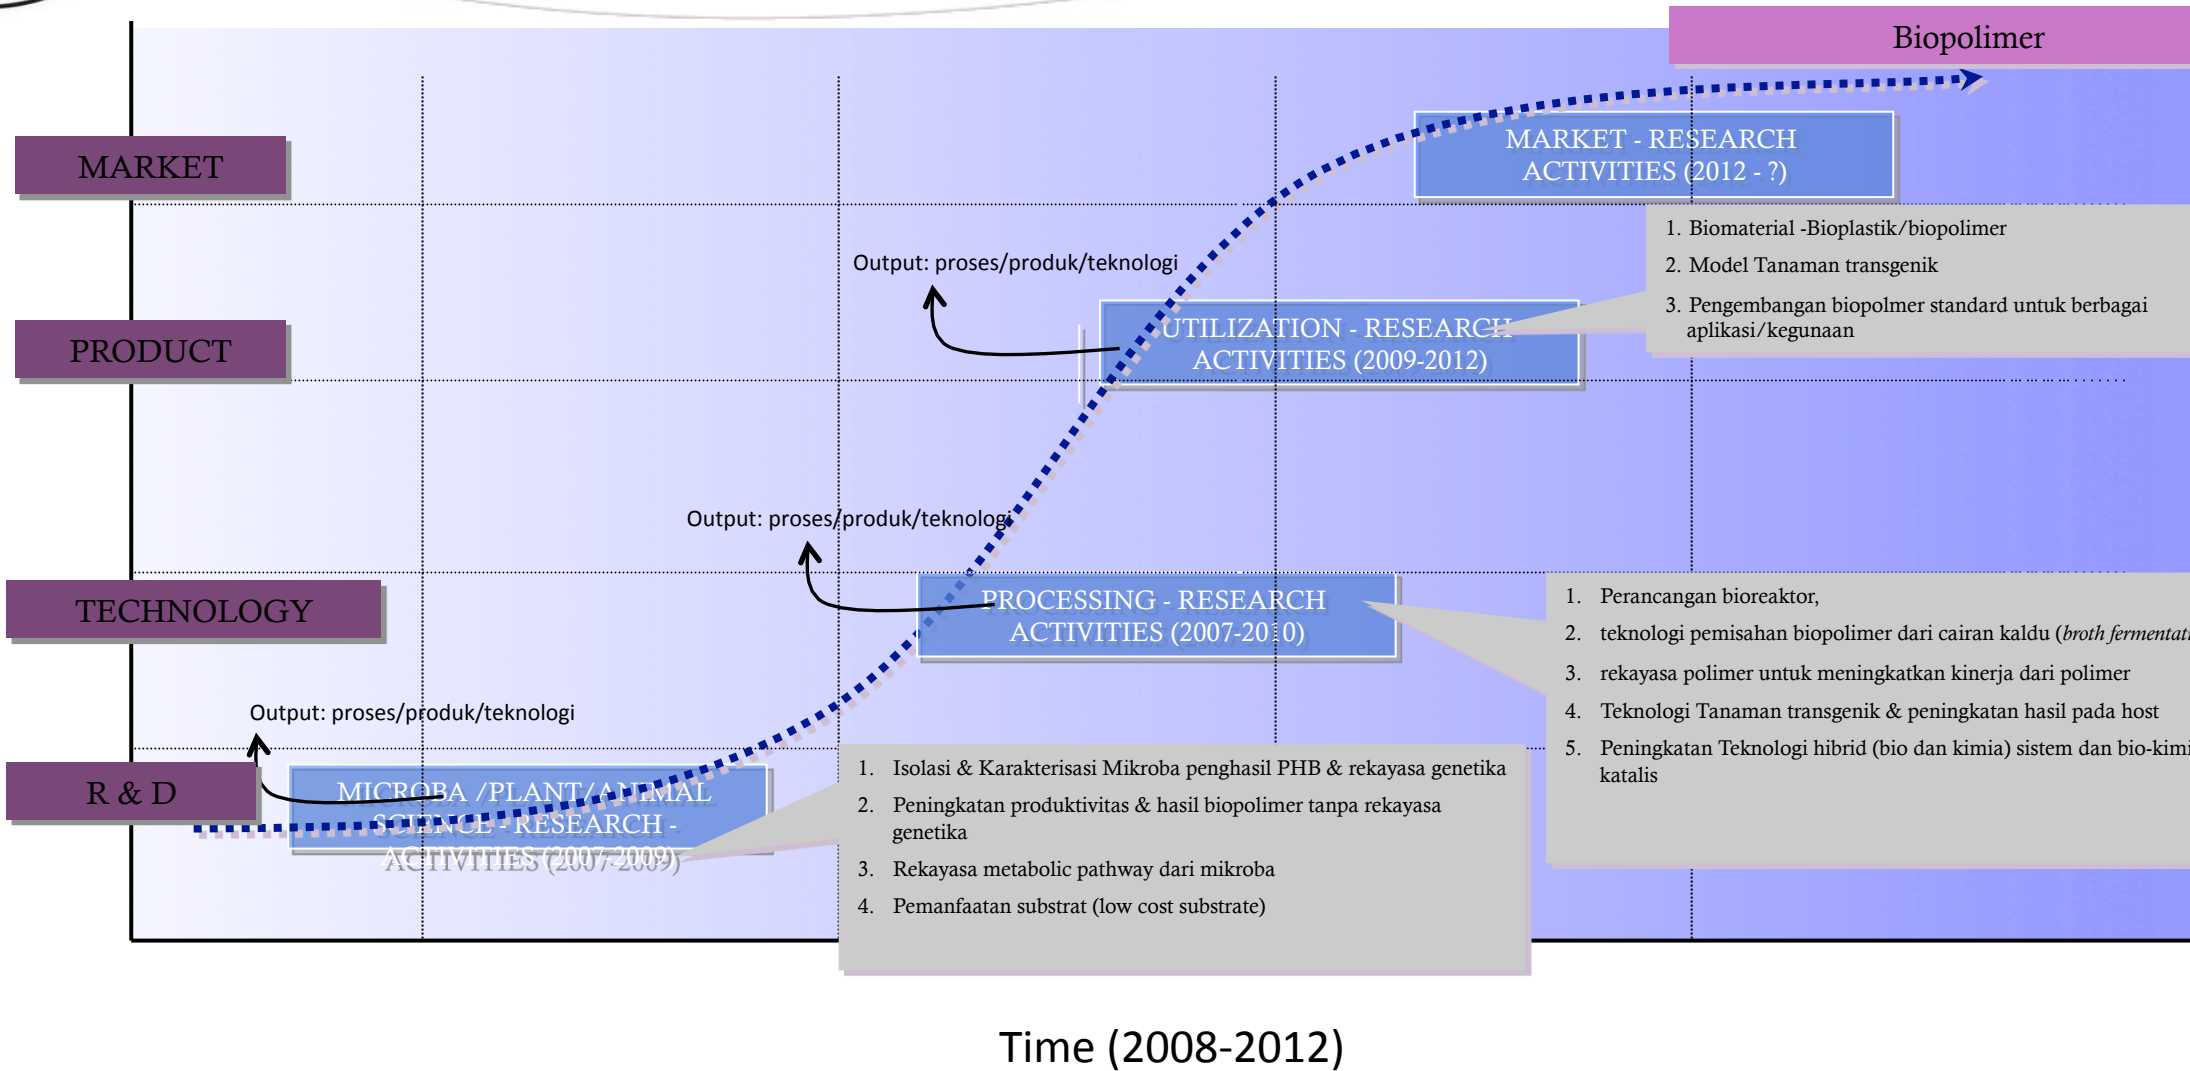 Biopolimer
MARKET
MARKET - RESEARCH
ACTIVITIES (2012 - ?)
1. Biomaterial -Bioplastik/biopolimer
2. Model Tanaman transgenik
3. Pengembangan biopolmer standard untuk berbagai
aplikasi/kegunaan
Output: proses/produk/teknologi
PRODUCT
UTILIZATION - RESEARCH
ACTIVITIES (2009-2012)
Output: proses/produk/teknologi
TECHNOLOGY
PROCESSING - RESEARCH
ACTIVITIES (2007-2010)
1. Perancangan bioreaktor,
2. teknologi pemisahan biopolimer dari cairan kaldu (broth
3. rekayasa polimer untuk meningkatkan kinerja dari polimer
4. Teknologi Tanaman transgenik & peningkatan hasil pada host
5. Peningkatan Teknologi hibrid (bio dan kimia) sistem dan
katalis
Output: proses/produk/teknologi
R & D
MICROBA /PLANT/ANIMAL
SCIENCE - RESEARCH -
ACTIVITIES (2007-2009)
1. Isolasi & Karakterisasi Mikroba penghasil PHB & rekayasa genetika
2. Peningkatan produktivitas & hasil biopolimer tanpa rekayasa
genetika
3. Rekayasa metabolic pathway dari mikroba
4. Pemanfaatan substrat (low cost substrate)
Time (2008-2012)